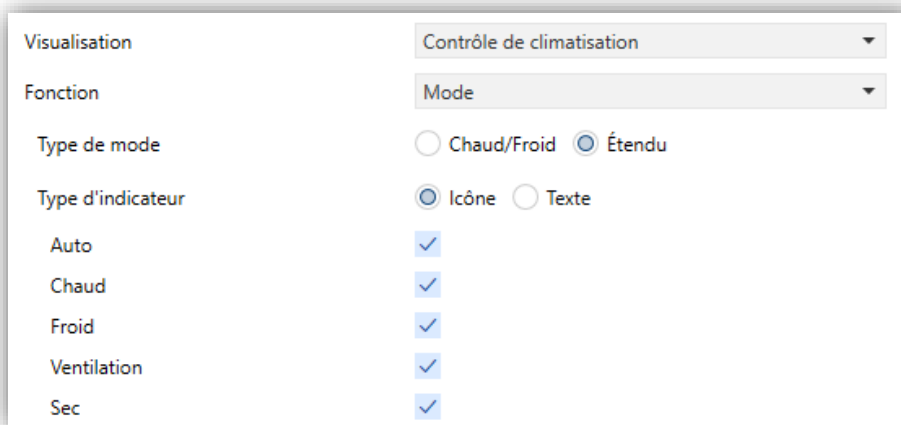 Visualisation Contrôle de climatisation
Fonction Mode
Type de mode Chaud/Froid Étendu
Type d'indicateur Icône Texte
Auto
Chaud
Froid
Ventilation
Sec